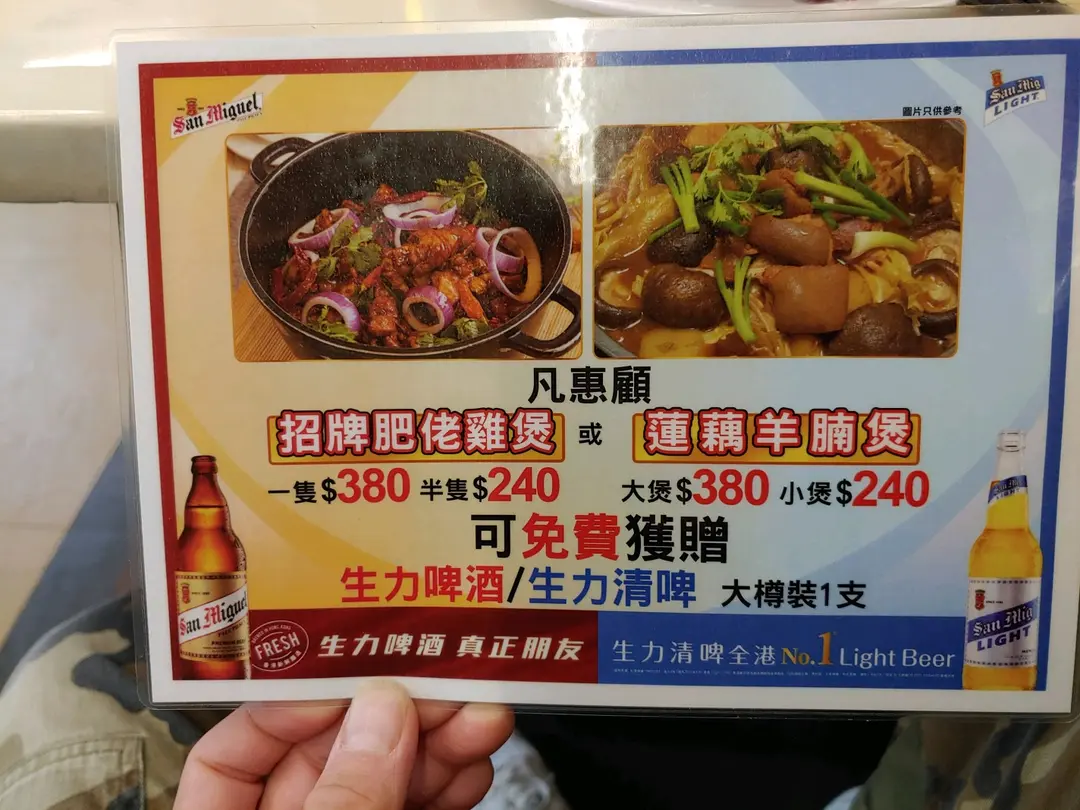 San Miguel
San Mig
LIGHT
圖片只供參考
凡惠顧
招牌肥佬雞煲 或 蓮藕羊腩煲
一隻$380 半隻$240 大煲$380 小煲$240
可免費獲贈
生力啤酒/生力清啤 大樽裝1支
San Miguel
San Mig
LIGHT
FRESH
生力啤酒 真正朋友
生力清啤全港No.1 Light Beer